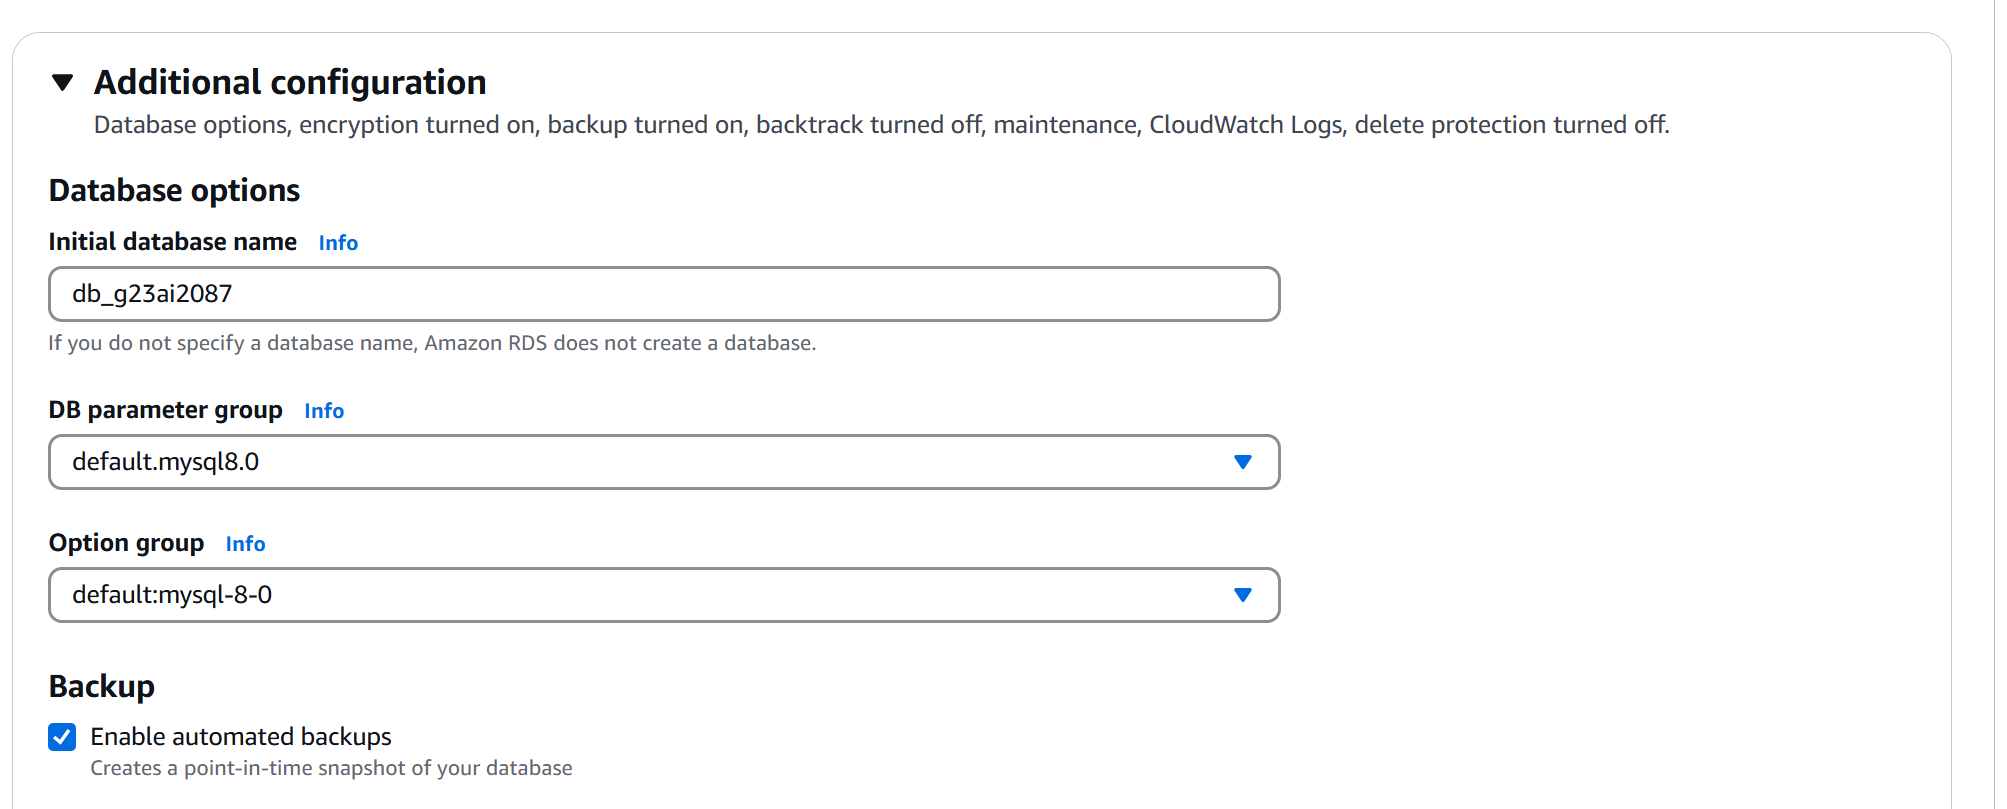 Additional configuration
Database options, encryption turned on, backup turned on, backtrack turned off, maintenance, CloudWatch Logs, delete protection turned off.
Database options
Initial database name Info
db_g23ai2087
If you do not specify a database name, Amazon RDS does not create a database.
DB parameter group Info
default.mysql8.0
Option group Info
default:mysql-8-0
Backup
Enable automated backups
Creates a point-in-time snapshot of your database